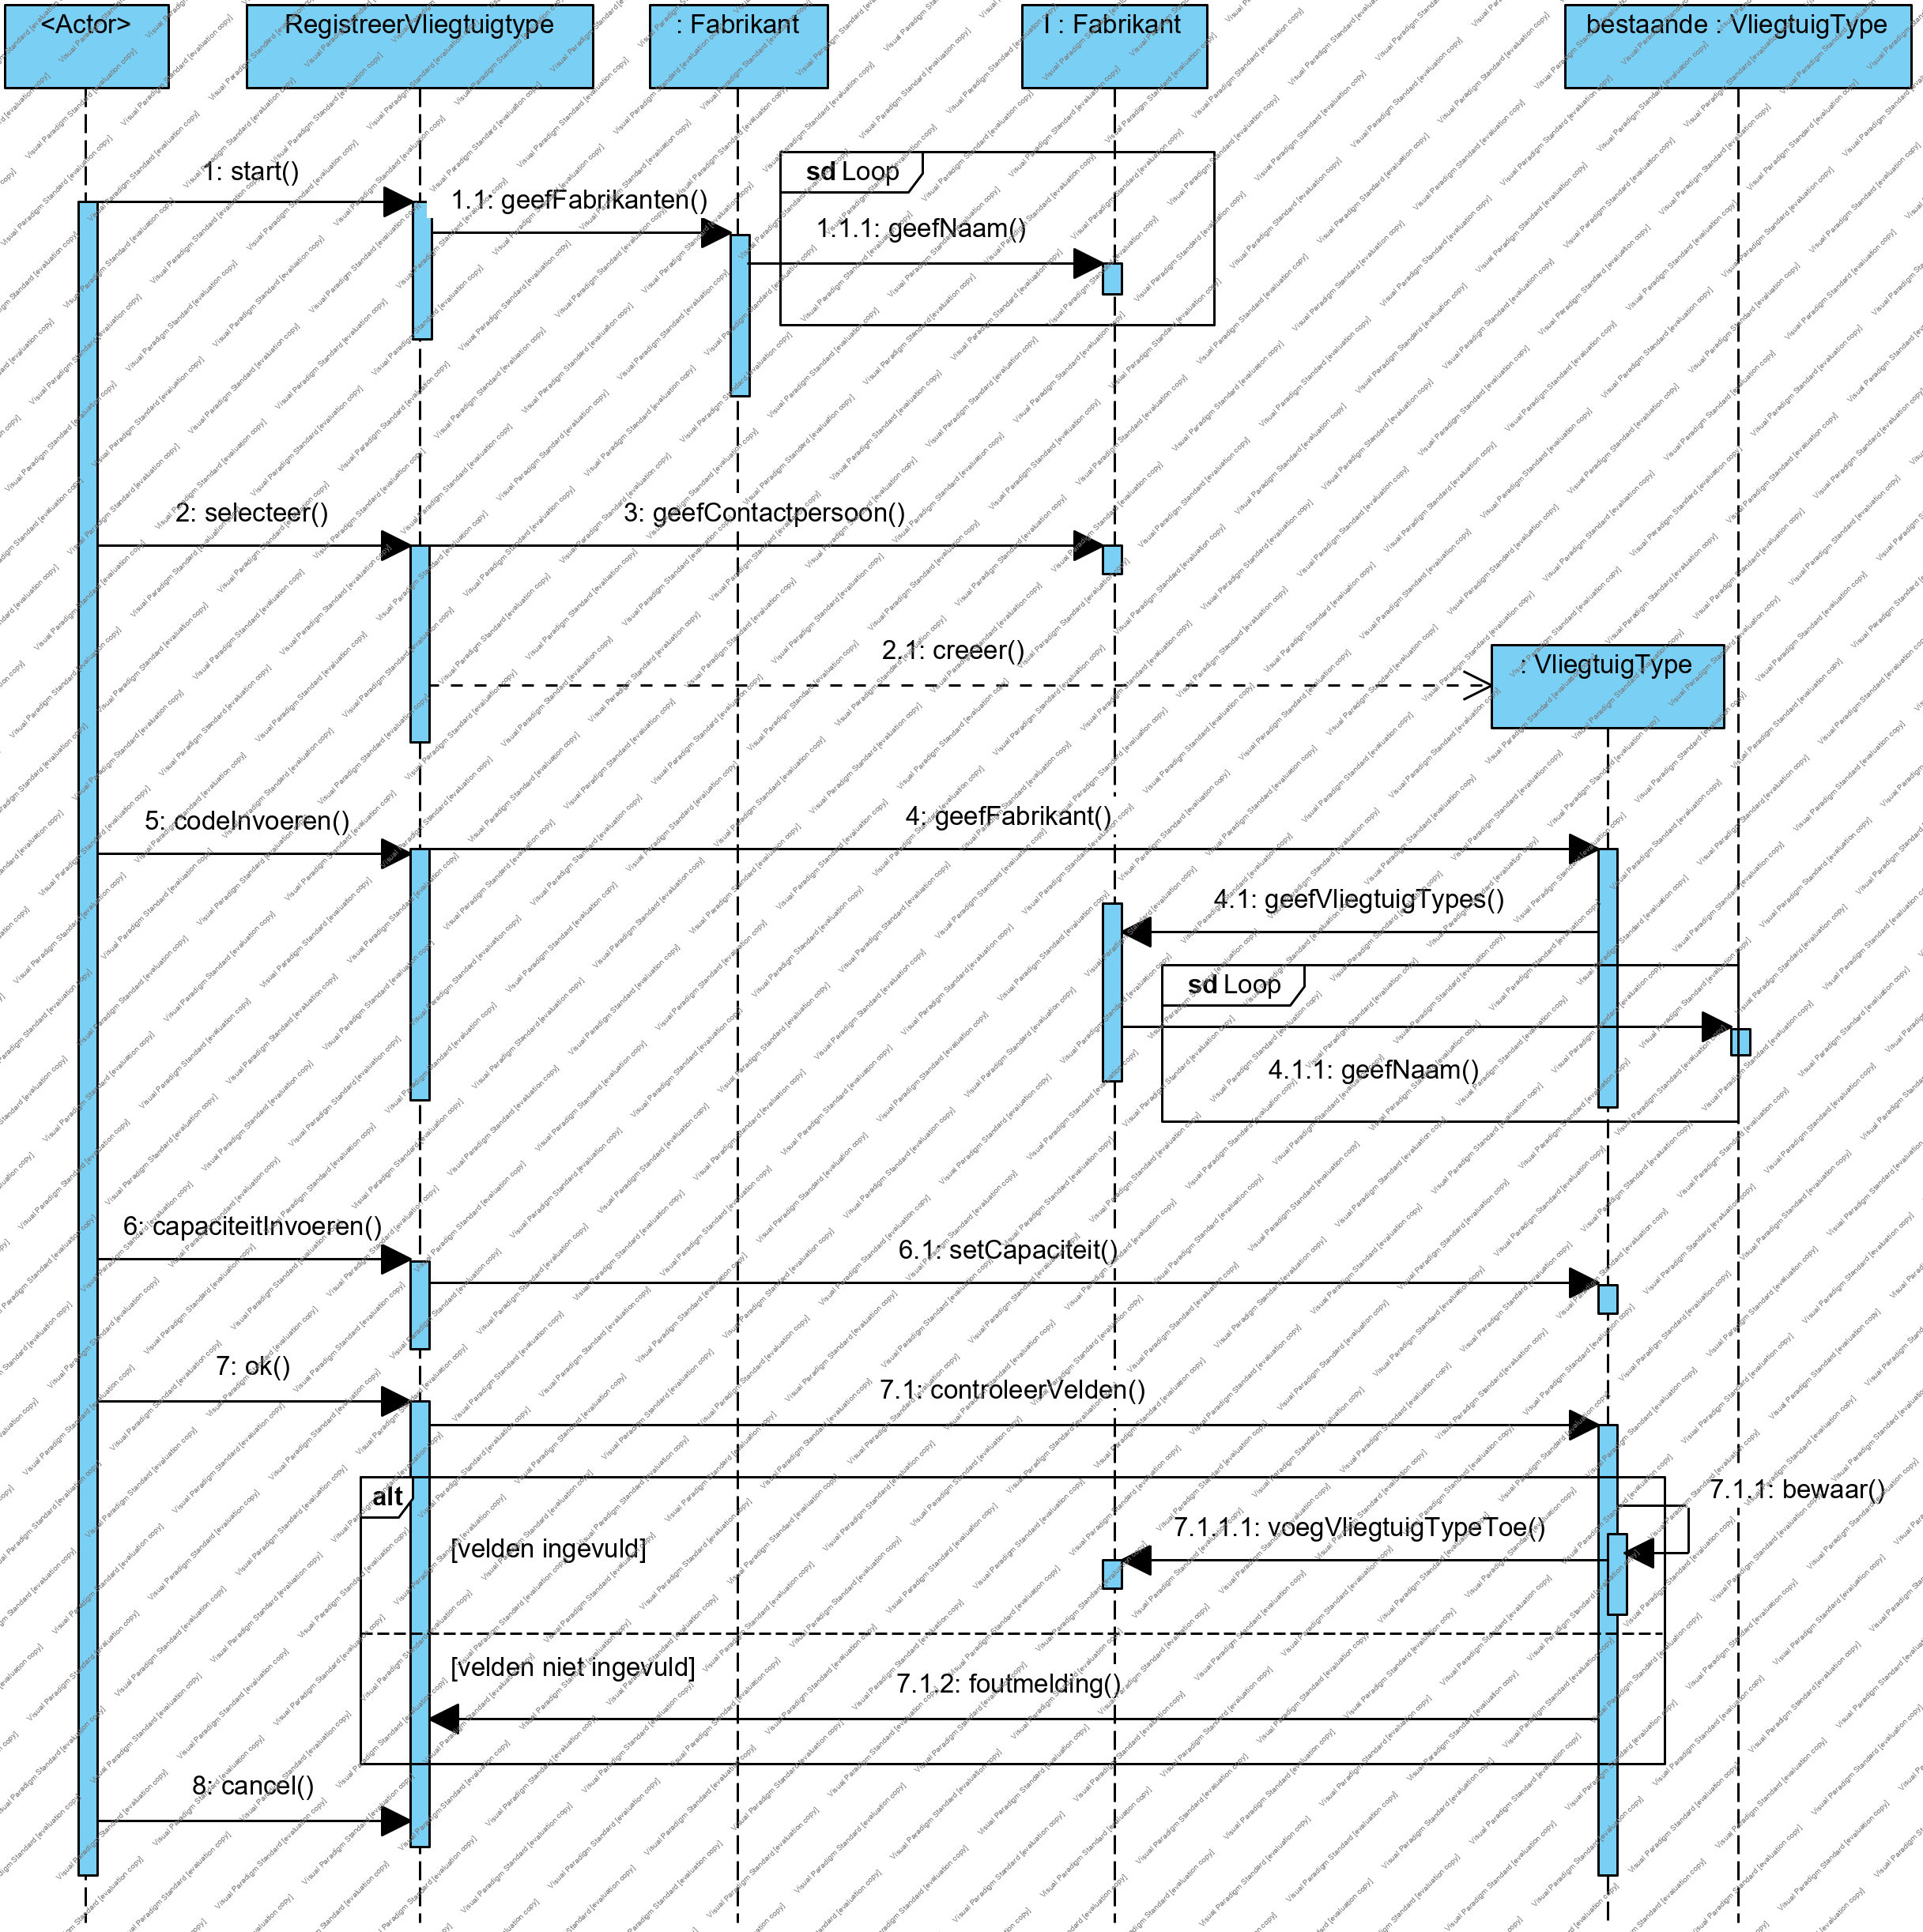 <Actor>
RegistreerVliegtuigtype
: Fabrikant
I : Fabrikant
bestaande : VliegtuigType
sd Loop
1: start()
1.1: geefFabrikanten()
1.1.1: geefNaam()
2: selecteer()
3: geefContactpersoon()
2.1: creeer()
: VliegtuigType
5: codeInvoeren()
4: geefFabrikant()
4.1: geefVliegtuigTypes()
sd Loop
4.1.1: geefNaam()
6: capaciteitInvoeren()
6.1: setCapaciteit()
7: ok()
7.1: controleerVelden()
alt
7.1.1: bewaar()
7.1.1.1: voegVliegtuigTypeToe()
[velden ingevuld]
[velden niet ingevuld]
7.1.2: foutmelding()
8: cancel()
Visual Paradigm Standard [evaluation copy]